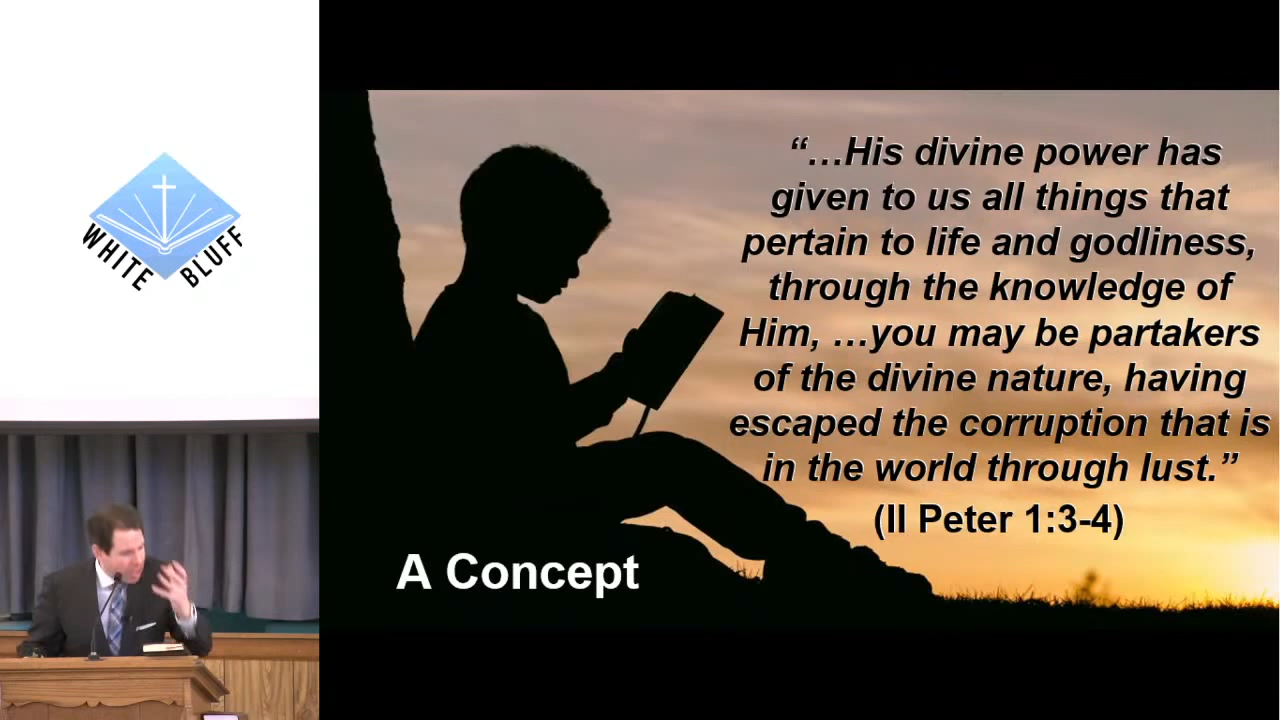 WHITE BLUFF
“…His divine power has
given to us all things that
pertain to life and godliness,
through the knowledge of
Him, …you may be partakers
of the divine nature, having
escaped the corruption that is
in the world through lust.”
(II Peter 1:3-4)
A Concept